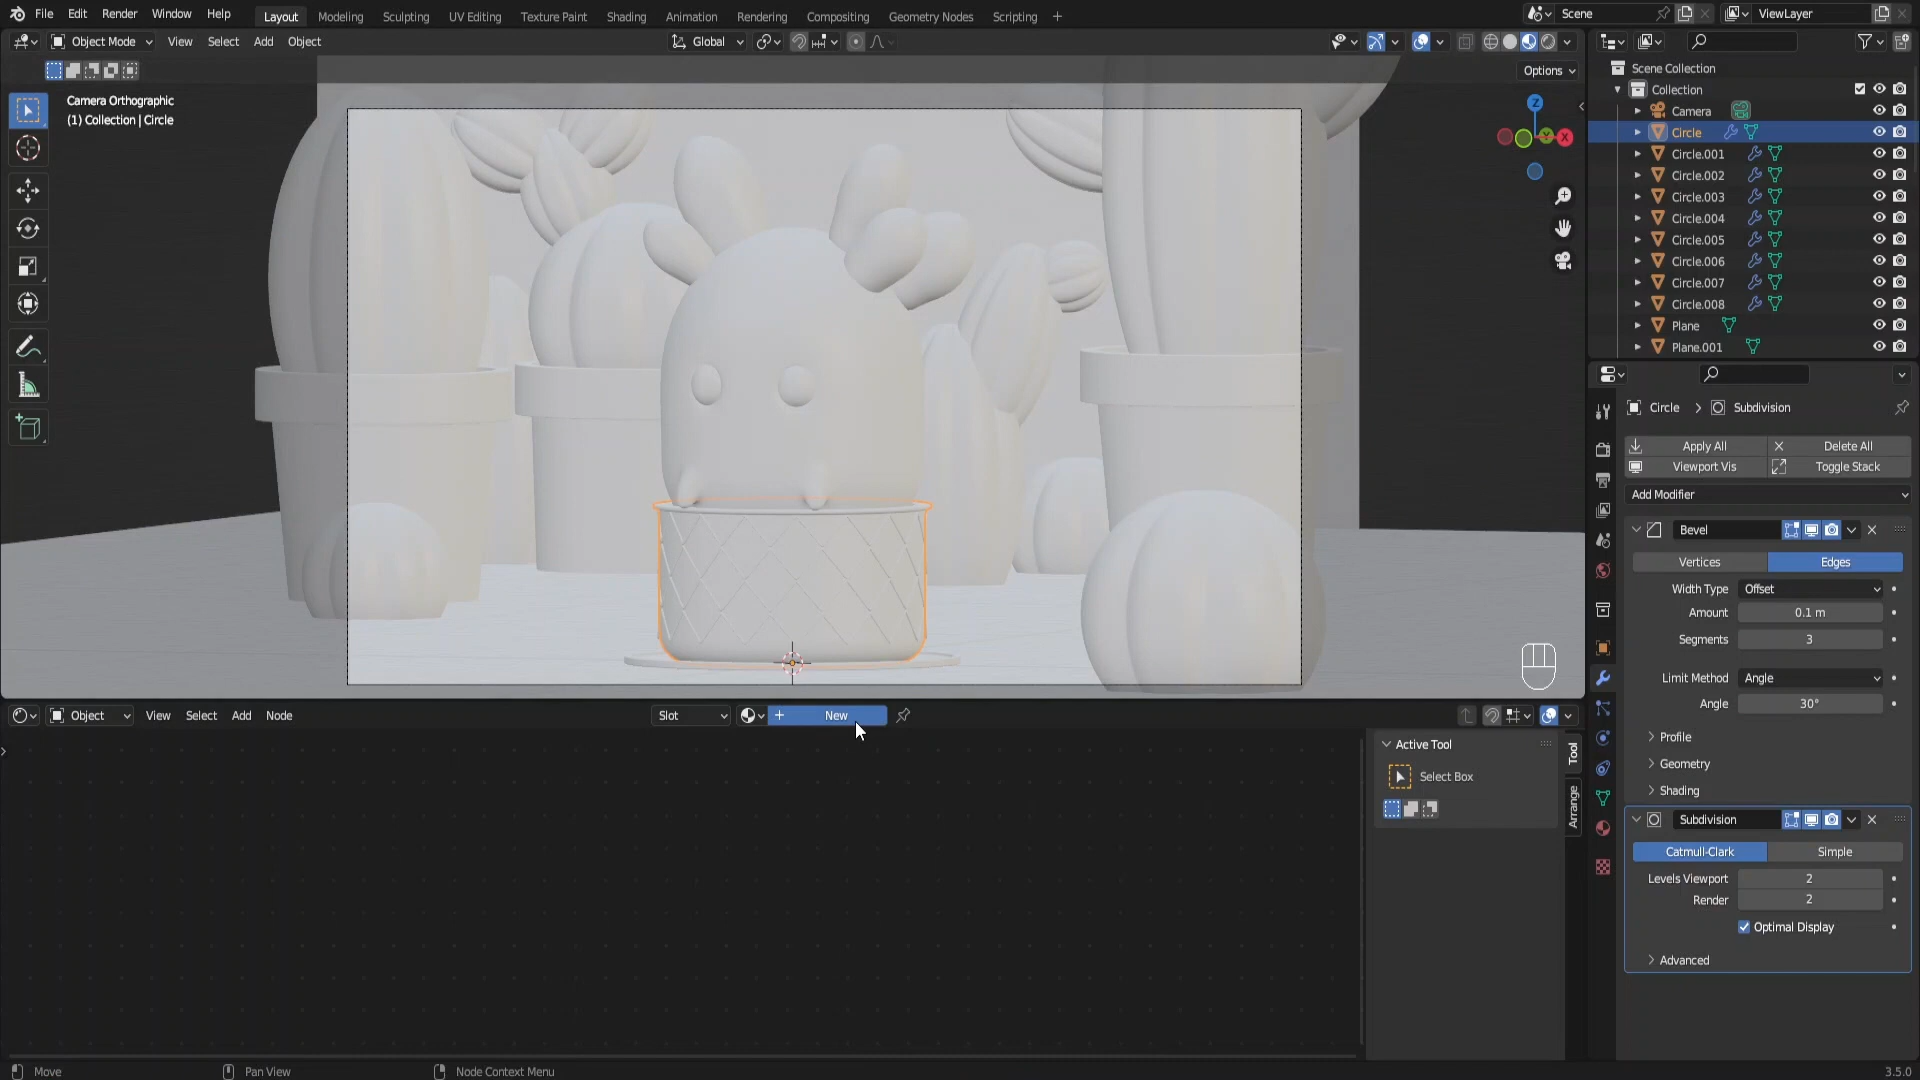 File Edit Render Window Help Layout Modeling Sculpting UV Editing Texture Paint Shading Animation Rendering Compositing Geometry Nodes Scripting Scene ViewLayer
Object Mode View Select Add Object Global
Options
Camera Orthographic
(1) Collection | Circle
Z
Y
X
Scene Collection
Collection
Camera
Circle
Circle.001
Circle.002
Circle.003
Circle.004
Circle.005
Circle.006
Circle.007
Circle.008
Plane
Plane.001
Circle Subdivision
Apply All Delete All
Viewport Vis Toggle Stack
Add Modifier
Bevel
Vertices Edges
Width Type Offset
Amount 0.1 m
Segments 3
Limit Method Angle
Angle 30°
Profile
Geometry
Shading
Subdivision
Catmull-Clark Simple
Levels Viewport 2
Render 2
Optimal Display
Advanced
Object View Select Add Node Slot New
Active Tool
Select Box
Tool
Arrange
Move Pan View Node Context Menu 3.5.0